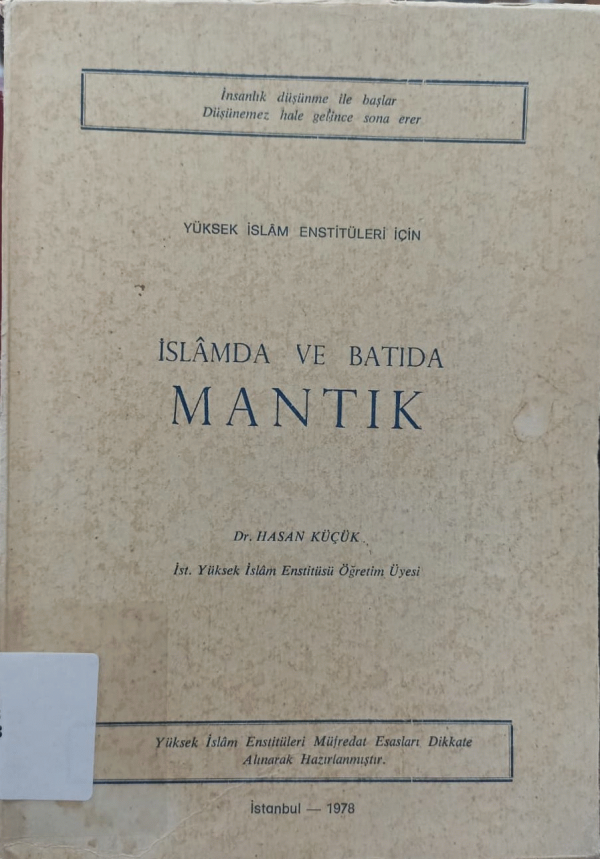 İnsanlık düşünme ile başlar
Düşünemez hale gelince sona erer
YÜKSEK İSLÂM ENSTİTÜLERİ İÇİN
İSLÂMDA VE BATIDA
MANTIK
Dr. HASAN KÜÇÜK
İst. Yüksek İslâm Enstitüsü Öğretim Üyesi
Yüksek İslâm Enstitüleri Müfredat Esasları Dikkate
Alınarak Hazırlanmıştır.
İstanbul — 1978